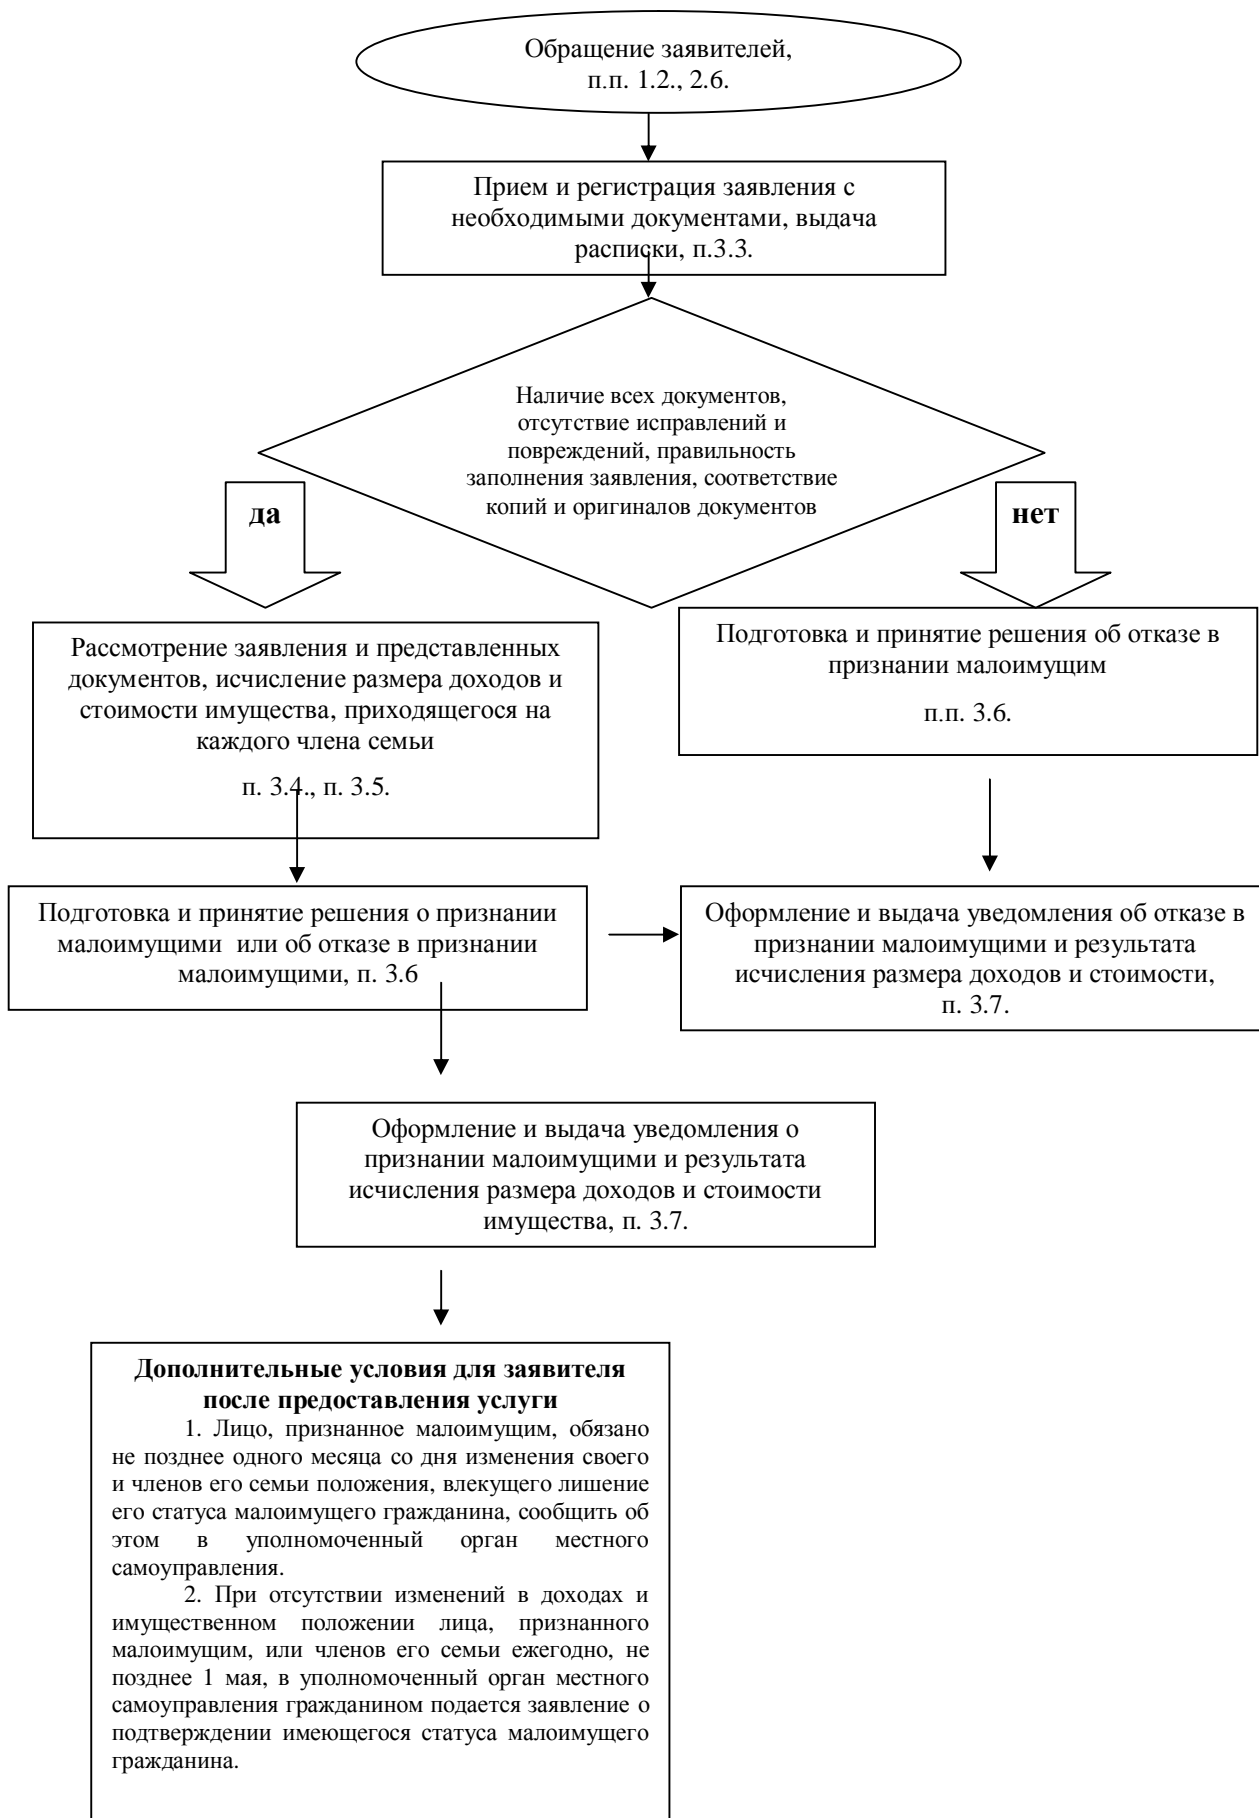 Обращение заявителей,
п.п. 1.2., 2.6.
Прием и регистрация заявления с
необходимыми документами, выдача
расписки, п.3.3.
Наличие всех документов,
отсутствие исправлений и
повреждений, правильность
заполнения заявления, соответствие
копий и оригиналов документов
да
нет
Рассмотрение заявления и представленных
документов, исчисление размера доходов и
стоимости имущества, приходящегося на
каждого члена семьи
п. 3.4., п. 3.5.
Подготовка и принятие решения об отказе в
признании малоимущим
п.п. 3.6.
Подготовка и принятие решения о признании
малоимущими или об отказе в признании
малоимущими, п. 3.6
Оформление и выдача уведомления об отказе в
признании малоимущими и результата
исчисления размера доходов и стоимости,
п. 3.7.
Оформление и выдача уведомления о
признании малоимущими и результата
исчисления размера доходов и стоимости
имущества, п. 3.7.
Дополнительные условия для заявителя
после предоставления услуги
1. Лицо, признанное малоимущим, обязано
не позднее одного месяца со дня изменения своего
и членов его семьи положения, влекущего лишение
его статуса малоимущего гражданина, сообщить об
этом в уполномоченный орган местного
самоуправления.
2. При отсутствии изменений в доходах и
имущественном положении лица, признанного
малоимущим, или членов его семьи ежегодно, не
позднее 1 мая, в уполномоченный орган местного
самоуправления гражданином подается заявление о
подтверждении имеющегося статуса малоимущего
гражданина.